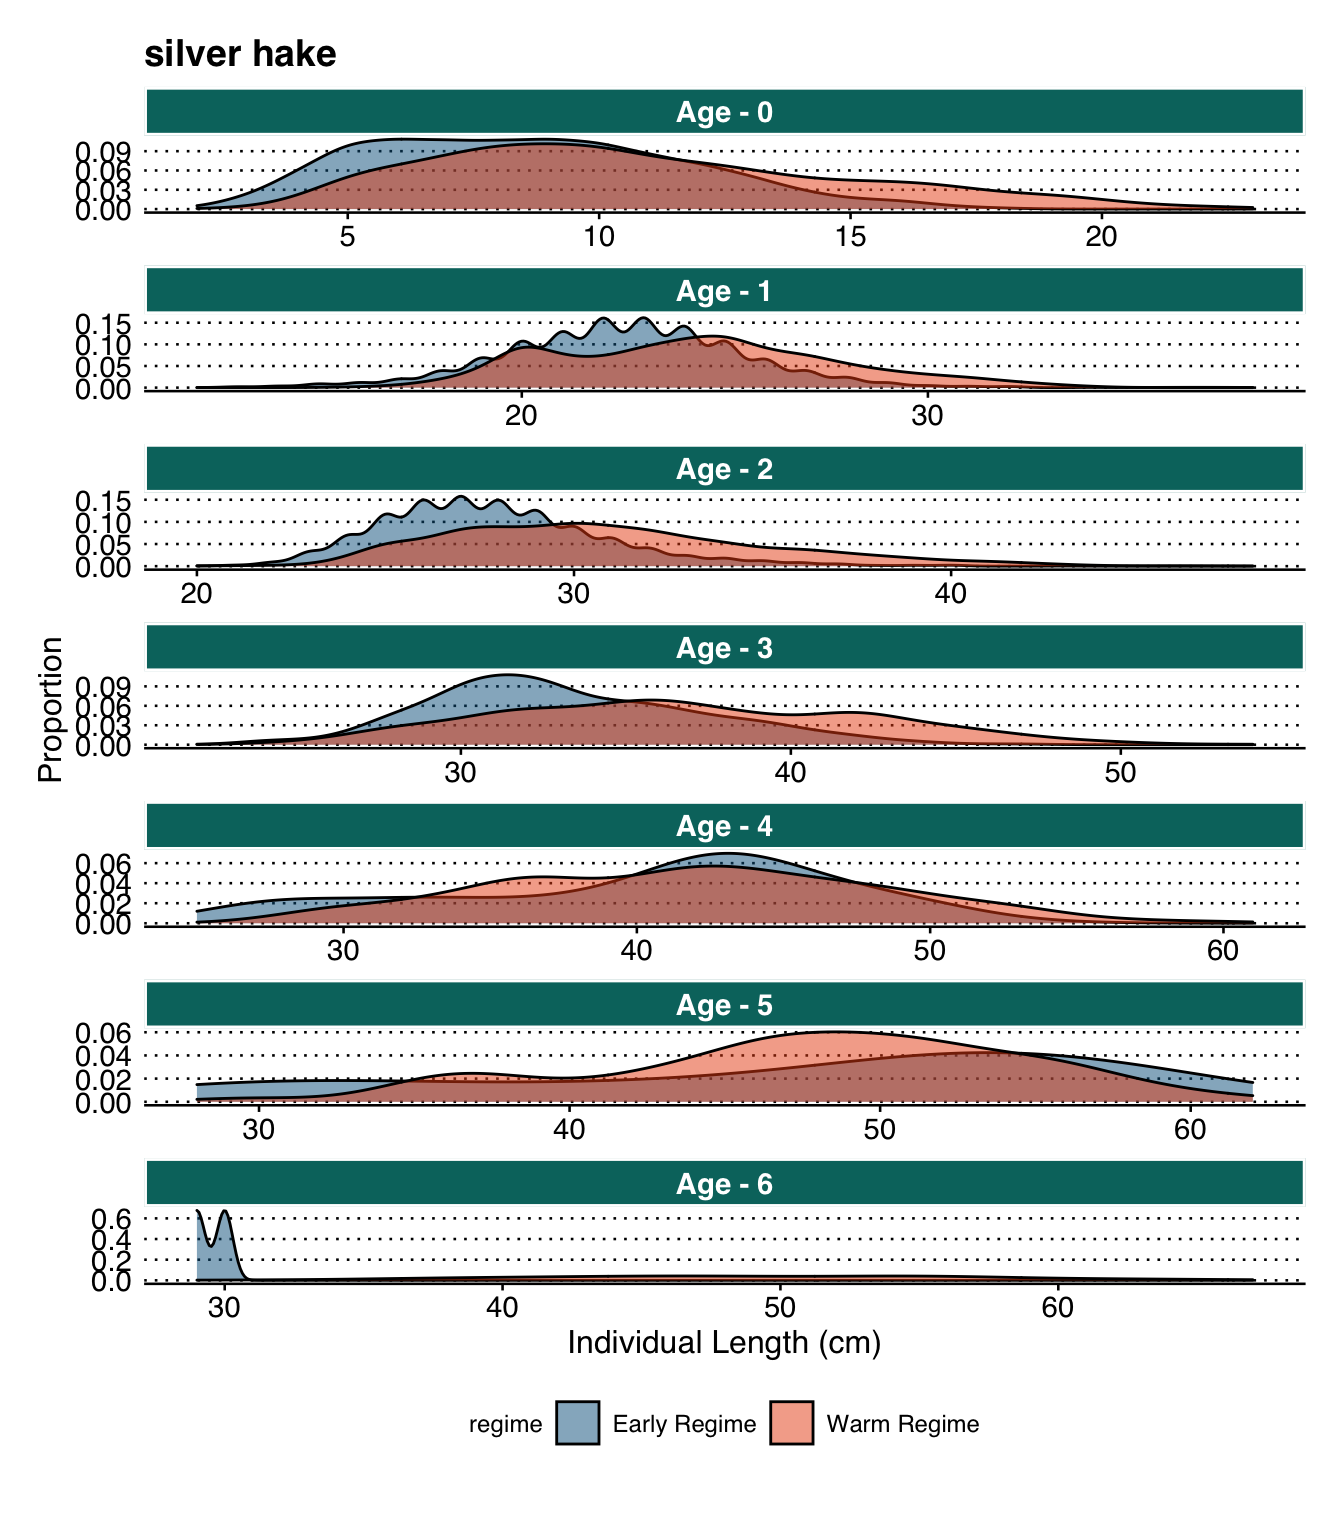 silver hake
Age - 0
0.09
0.06
0.03
0.00
5 10 15 20
Age - 1
0.15
0.10
0.05
0.00
20 30
Age - 2
0.15
0.10
0.05
0.00
20 30 40
Age - 3
0.09
0.06
0.03
0.00
30 40 50
Proportion
Age - 4
0.06
0.04
0.02
0.00
30 40 50 60
Age - 5
0.06
0.04
0.02
0.00
30 40 50 60
Age - 6
0.6
0.4
0.2
0.0
30 40 50 60
Individual Length (cm)
regime Early Regime Warm Regime